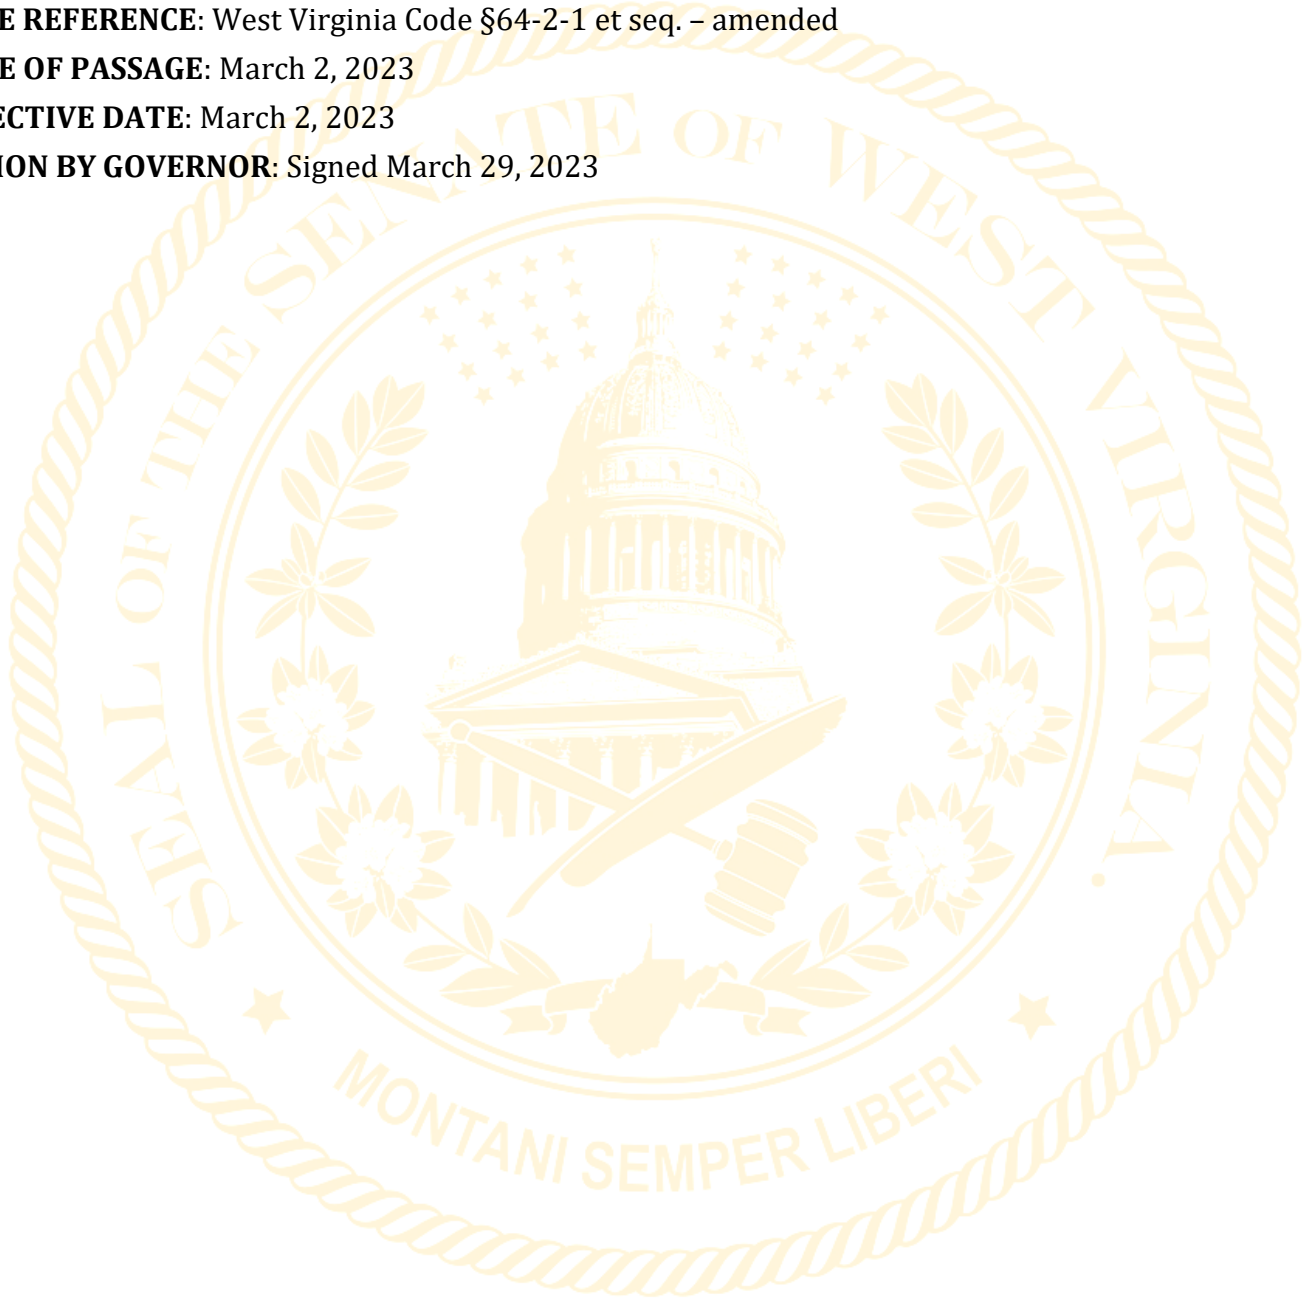 E REFERENCE: West Virginia Code §64-2-1 et seq. – amended
E OF PASSAGE: March 2, 2023
ECTIVE DATE: March 2, 2023
ION BY GOVERNOR: Signed March 29, 2023
SEAL OF THE SENATE OF WEST VIRGINIA
MONTANI SEMPER LIBERI